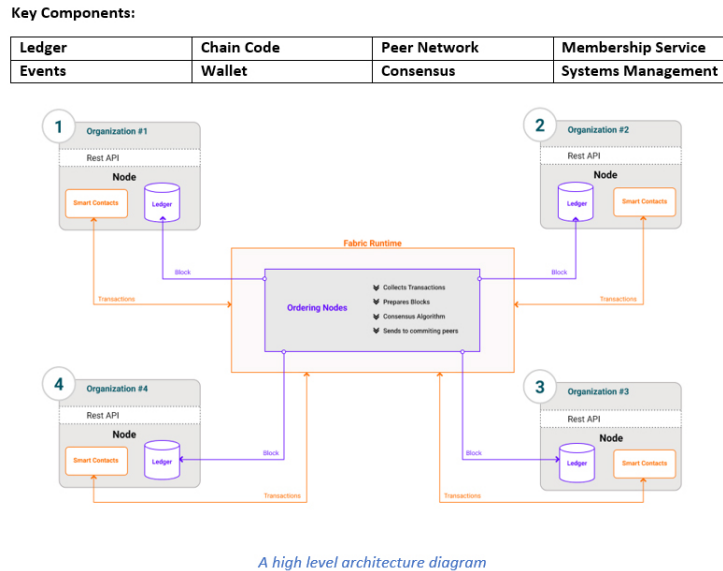 Key Components:
Ledger Chain Code Peer Network Membership Service
Events Wallet Consensus Systems Management
1 Organization #1
Rest API
Node
Smart Contacts Ledger
2 Organization #2
Rest API
Node
Ledger Smart Contacts
Fabric Runtime
Block
Block
Transactions
Transactions
Ordering Nodes
Collects Transactions
Prepares Blocks
Consensus Algorithm
Sends to commiting peers
4 Organization #4
Rest API
Node
Smart Contacts Ledger
3 Organization #3
Rest API
Node
Ledger Smart Contacts
Block
Block
Transactions
Transactions
A high level architecture diagram